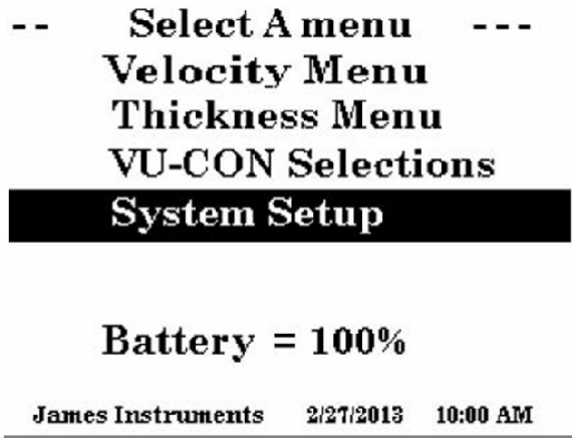 -- Select A menu ---
Velocity Menu
Thickness Menu
VU-CON Selections
System Setup
Battery = 100%
James Instruments 2/27/2013 10:00 AM